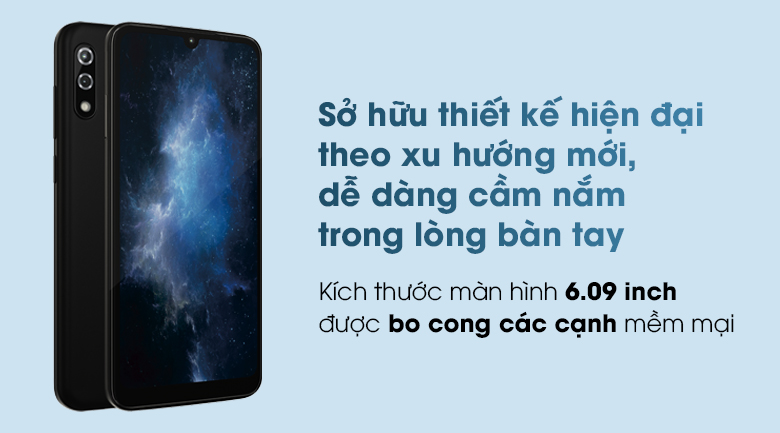 Sở hữu thiết kế hiện đại
theo xu hướng mới,
dễ dàng cầm nắm
trong lòng bàn tay
Kích thước màn hình 6.09 inch
được bo cong các cạnh mềm mại